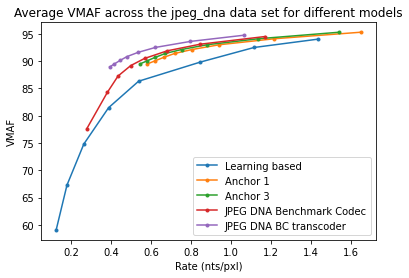 Average VMAF across the jpeg_dna data set for different models
95
90
85
80
75
70
65
60
VMAF
Learning based
Anchor 1
Anchor 3
JPEG DNA Benchmark Codec
JPEG DNA BC transcoder
0.2 0.4 0.6 0.8 1.0 1.2 1.4 1.6
Rate (nts/pxl)